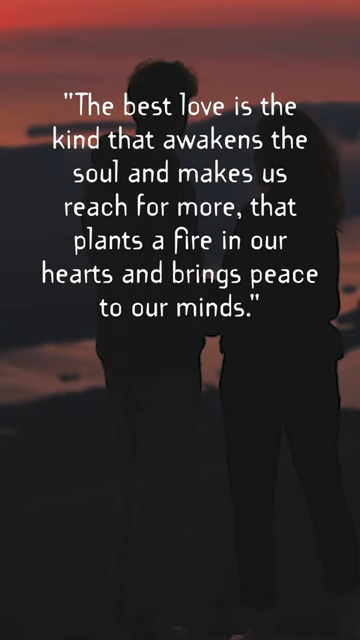 "The best love is the
kind that awakens the
soul and makes us
reach for more, that
plants a fire in our
hearts and brings peace
to our minds."